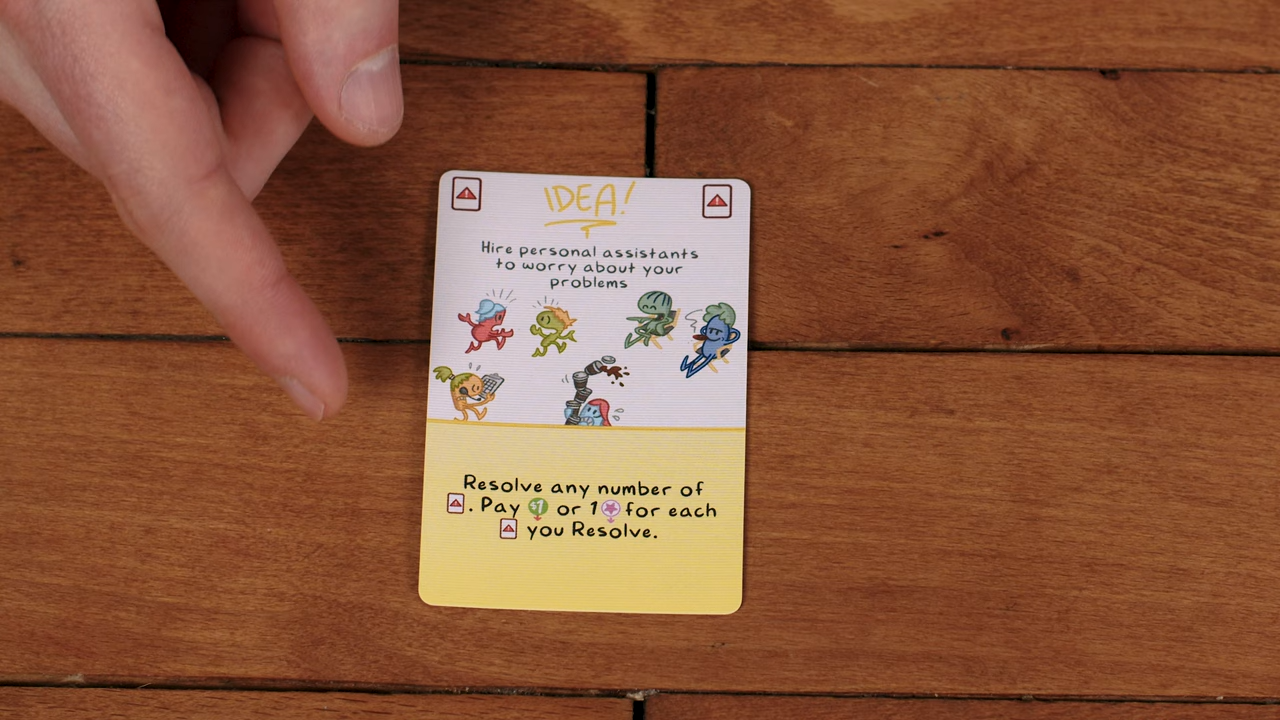 IDEA!
Hire personal assistants
to worry about your
problems
Resolve any number of
. Pay $1 or 1 for each
you Resolve.